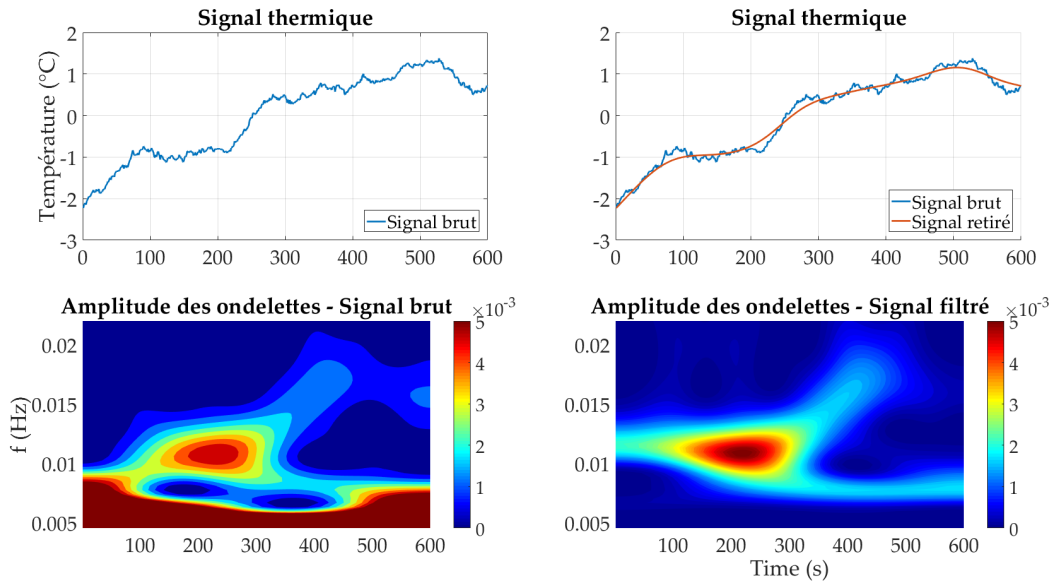 Signal thermique
Température (°C)
2
1
0
-1
-2
-3
0 100 200 300 400 500 600
Signal brut
Signal thermique
2
1
0
-1
-2
-3
0 100 200 300 400 500 600
Signal brut
Signal retiré
Amplitude des ondelettes - Signal brut
×10⁻³
f (Hz)
0.02
0.015
0.01
0.005
100 200 300 400 500 600
5
4
3
2
1
0
Amplitude des ondelettes - Signal filtré
×10⁻³
0.02
0.015
0.01
0.005
100 200 300 400 500 600
Time (s)
5
4
3
2
1
0